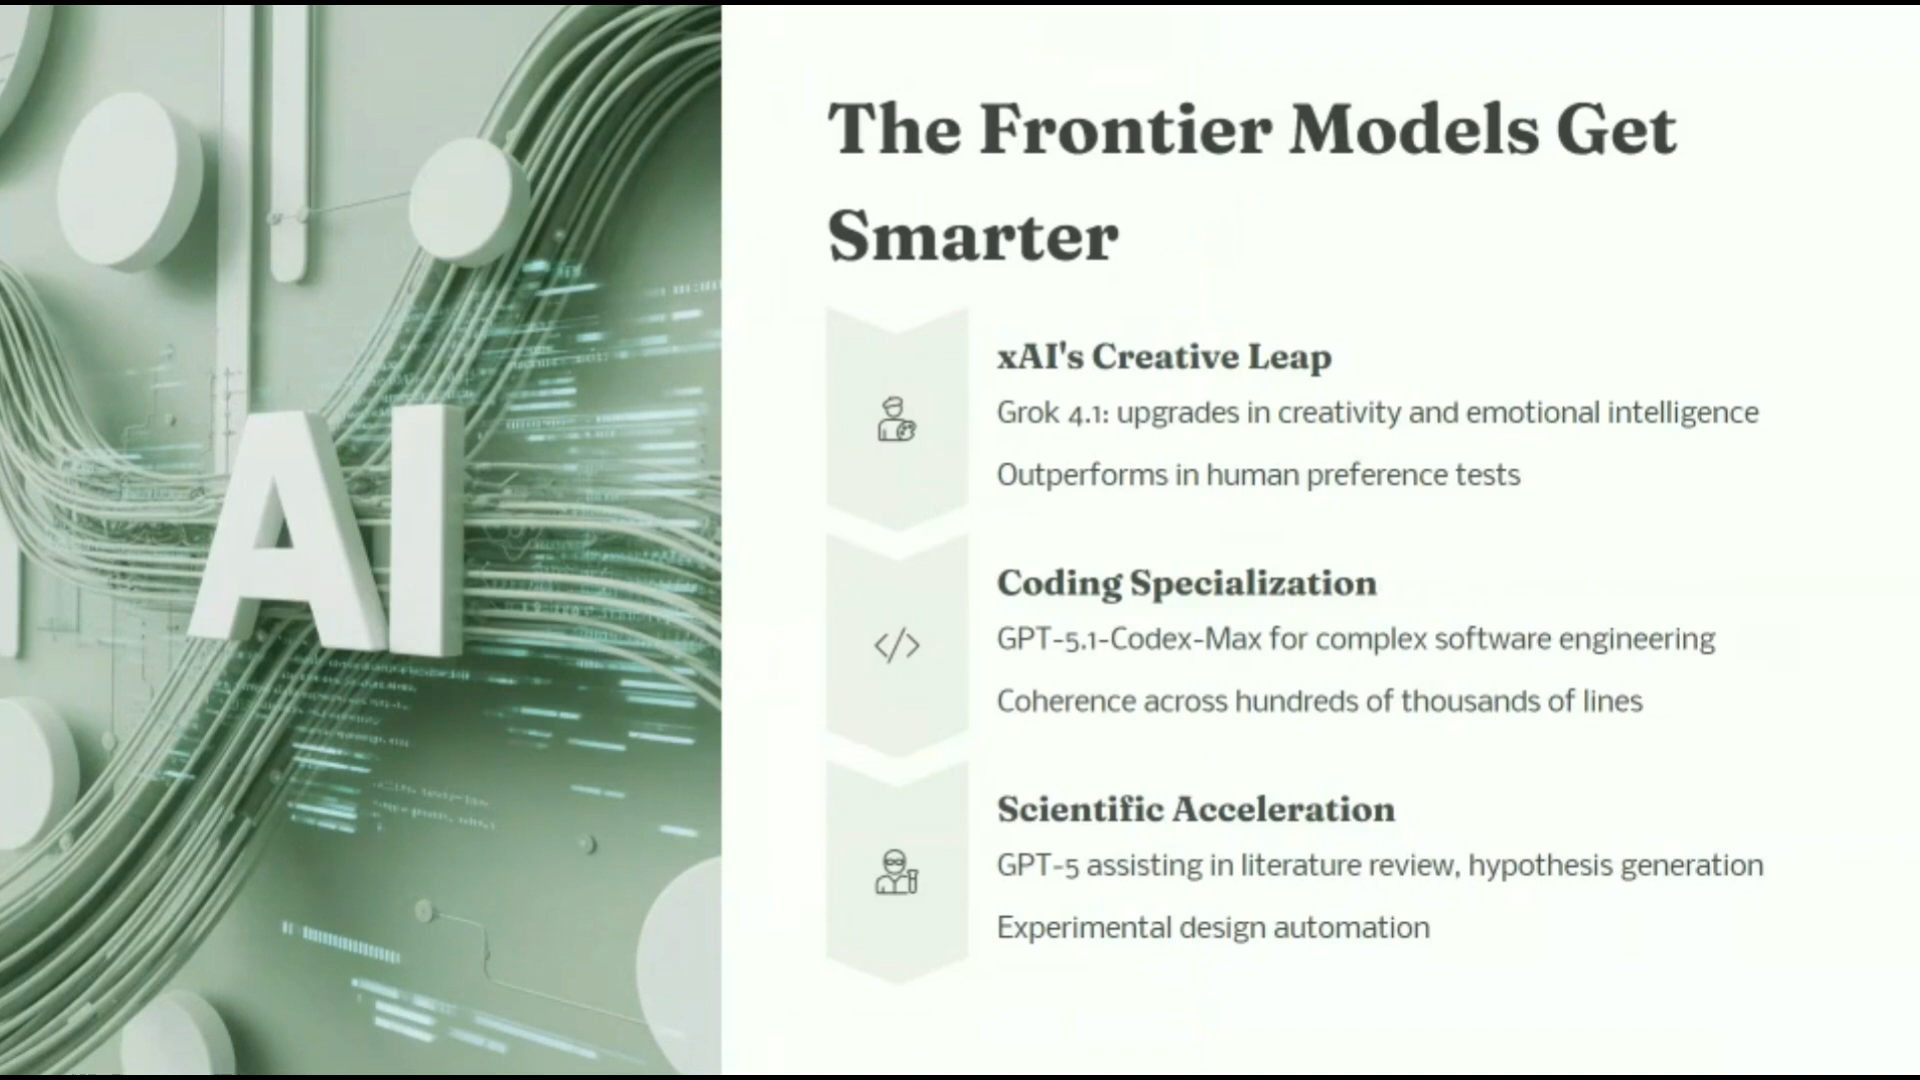 AI
The Frontier Models Get
Smarter
xAI's Creative Leap
Grok 4.1: upgrades in creativity and emotional intelligence
Outperforms in human preference tests
</>
Coding Specialization
GPT-5.1-Codex-Max for complex software engineering
Coherence across hundreds of thousands of lines
Scientific Acceleration
GPT-5 assisting in literature review, hypothesis generation
Experimental design automation